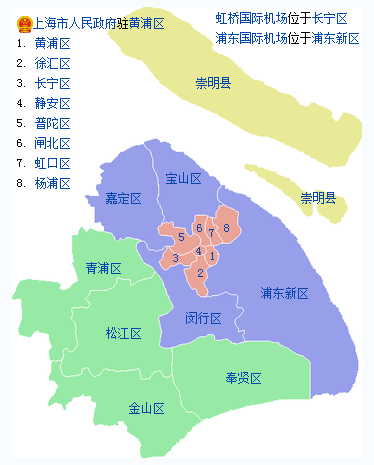 上海市人民政府驻黄浦区
虹桥国际机场位于长宁区
浦东国际机场位于浦东新区
1. 黄浦区
2. 徐汇区
3. 长宁区
4. 静安区
5. 普陀区
6. 闸北区
7. 虹口区
8. 杨浦区
崇明县
崇明县
宝山区
嘉定区
6
7
8
5
4
1
3
2
青浦区
浦东新区
闵行区
松江区
奉贤区
金山区